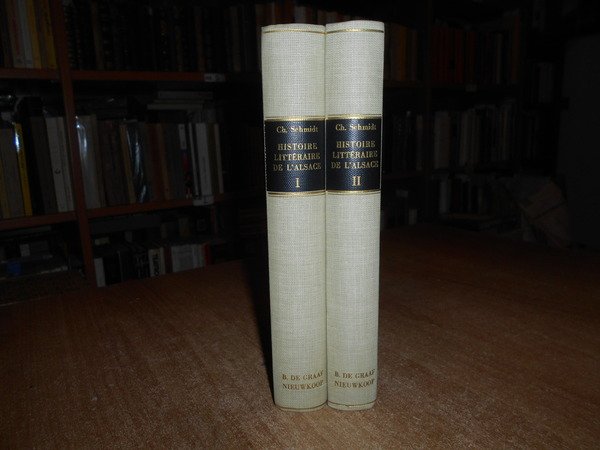 Ch. Schmidt
HISTOIRE
LITTÉRAIRE
DE L'ALSACE
I
B. DE GRAAF
NIEUWKOOP
Ch. Schmidt
HISTOIRE
LITTÉRAIRE
DE L'ALSACE
II
B. DE GRAAF
NIEUWKOOP